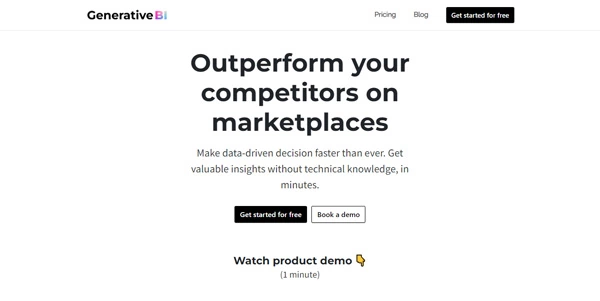 Generative BI
Pricing
Blog
Get started for free
Outperform your
competitors on
marketplaces
Make data-driven decision faster than ever. Get
valuable insights without technical knowledge, in
minutes.
Get started for free
Book a demo
Watch product demo 👇
(1 minute)